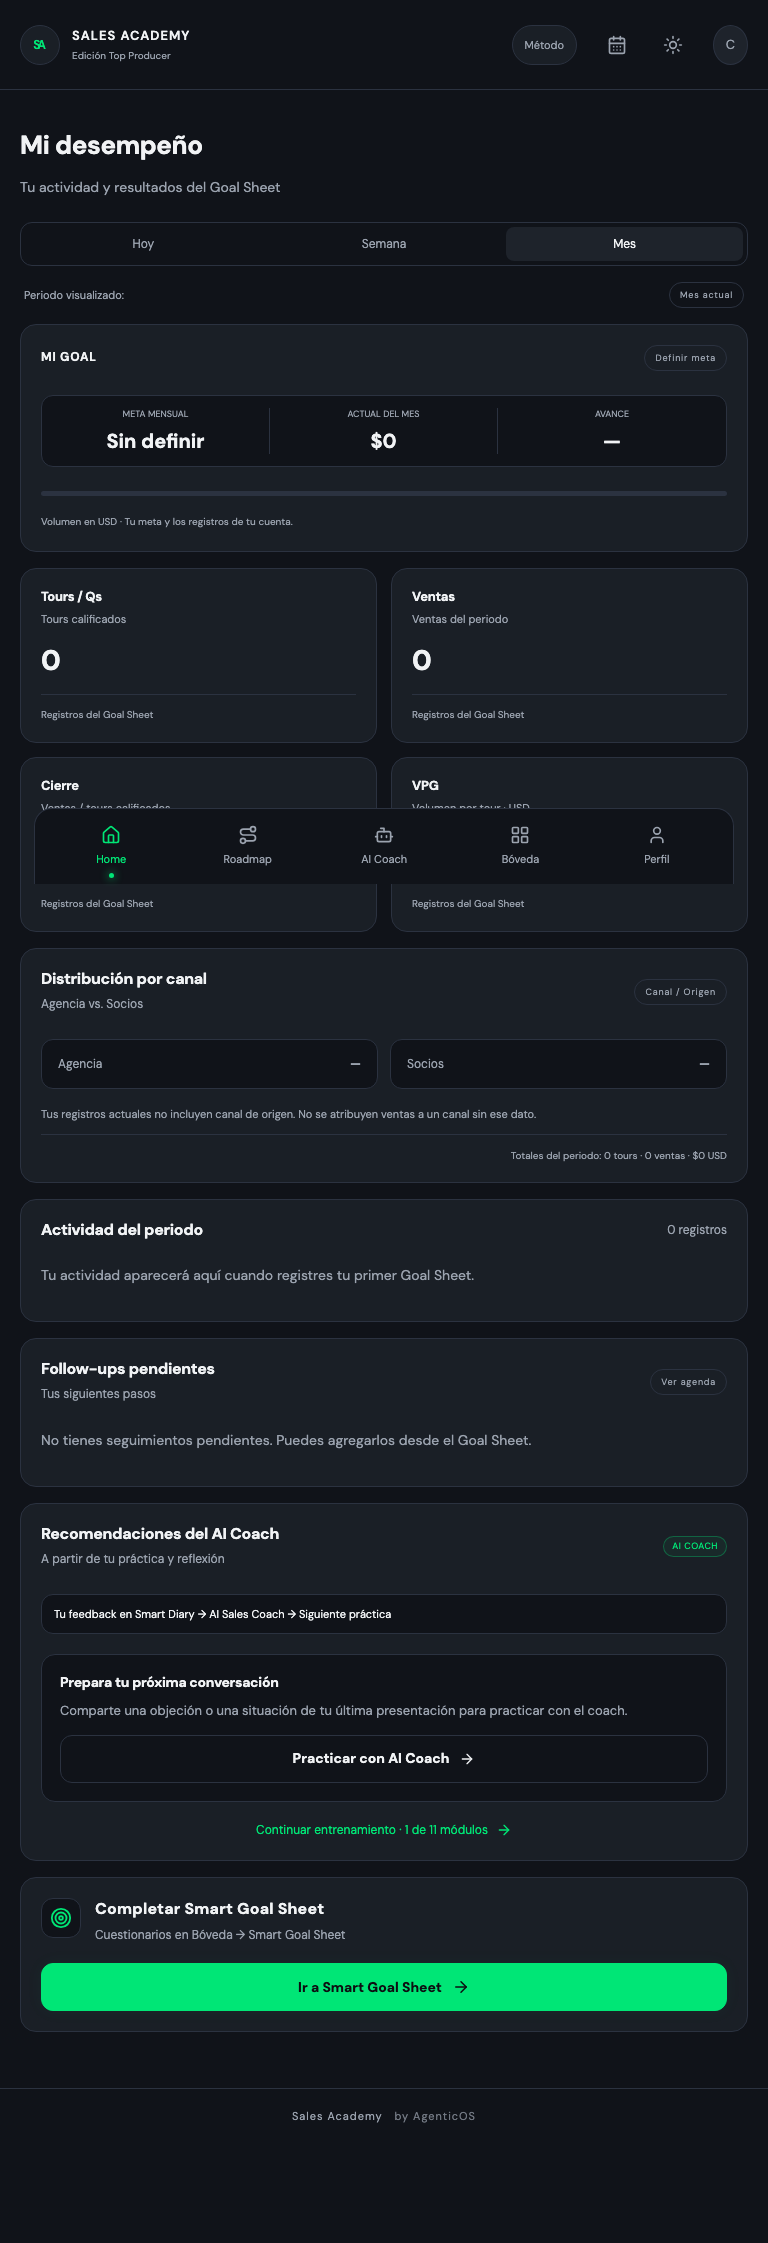 SA
SALES ACADEMY
Edición Top Producer
Método
C
Mi desempeño
Tu actividad y resultados del Goal Sheet
Hoy
Semana
Mes
Periodo visualizado:
Mes actual
MI GOAL
Definir meta
META MENSUAL
Sin definir
ACTUAL DEL MES
$0
AVANCE
—
Volumen en USD · Tu meta y los registros de tu cuenta.
Tours / Qs
Tours calificados
0
Registros del Goal Sheet
Ventas
Ventas del periodo
0
Registros del Goal Sheet
Cierre
Ventas / tours calificados
VPG
Volumen por tour · USD
Home
Roadmap
AI Coach
Bóveda
Perfil
Registros del Goal Sheet
Registros del Goal Sheet
Distribución por canal
Agencia vs. Socios
Canal / Origen
Agencia —
Socios —
Tus registros actuales no incluyen canal de origen. No se atribuyen ventas a un canal sin ese dato.
Totales del periodo: 0 tours · 0 ventas · $0 USD
Actividad del periodo
0 registros
Tu actividad aparecerá aquí cuando registres tu primer Goal Sheet.
Follow-ups pendientes
Tus siguientes pasos
Ver agenda
No tienes seguimientos pendientes. Puedes agregarlos desde el Goal Sheet.
Recomendaciones del AI Coach
A partir de tu práctica y reflexión
AI COACH
Tu feedback en Smart Diary → AI Sales Coach → Siguiente práctica
Prepara tu próxima conversación
Comparte una objeción o una situación de tu última presentación para practicar con el coach.
Practicar con AI Coach →
Continuar entrenamiento · 1 de 11 módulos →
Completar Smart Goal Sheet
Cuestionarios en Bóveda → Smart Goal Sheet
Ir a Smart Goal Sheet →
Sales Academy by AgenticOS